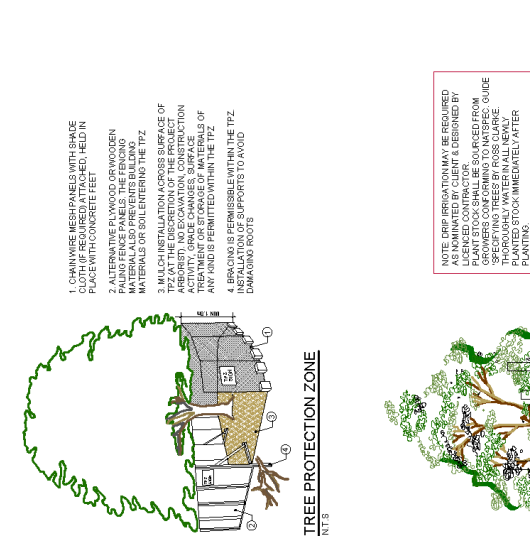 1. CHAINWIRE MESH PANELS WITH SHADE
CLOTH (IF REQUIRED) ATTACHED, HELD IN
PLACE WITH CONCRETE FEET
2. ALTERNATIVE PLYWOOD OR WOODEN
PALING FENCE PANELS. THE FENCING
MATERIAL ALSO PREVENTS BUILDING
MATERIALS OR SOIL ENTERING THE TPZ
3. MULCH INSTALLATION ACROSS SURFACE OF
TPZ (AT THE DISCRETION OF THE PROJECT
ARBORIST). NO EXCAVATION, CONSTRUCTION
ACTIVITY, GRADE CHANGES, SURFACE
TREATMENT OR STORAGE OF MATERIALS OF
ANY KIND IS PERMITTED WITHIN THE TPZ
4. BRACING IS PERMISSIBLE WITHIN THE TPZ.
INSTALLATION OF SUPPORTS TO AVOID
DAMAGING ROOTS
MIN 1.8m
1
2
3
4
TREE PROTECTION ZONE
N.T.S
NOTE: DRIP IRRIGATION MAY BE REQUIRED
AS NOMINATED BY CLIENT & DESIGNED BY
LICENCED CONTRACTOR.
PLANT STOCK SHALL BE SOURCED FROM
GROWERS CONFORMING TO NATSPEC. GUIDE
'SPECIFYING TREES' BY ROSS CLARKE.
THOROUGHLY WATER IN ALL NEWLY
PLANTED STOCK IMMEDIATELY AFTER
PLANTING.